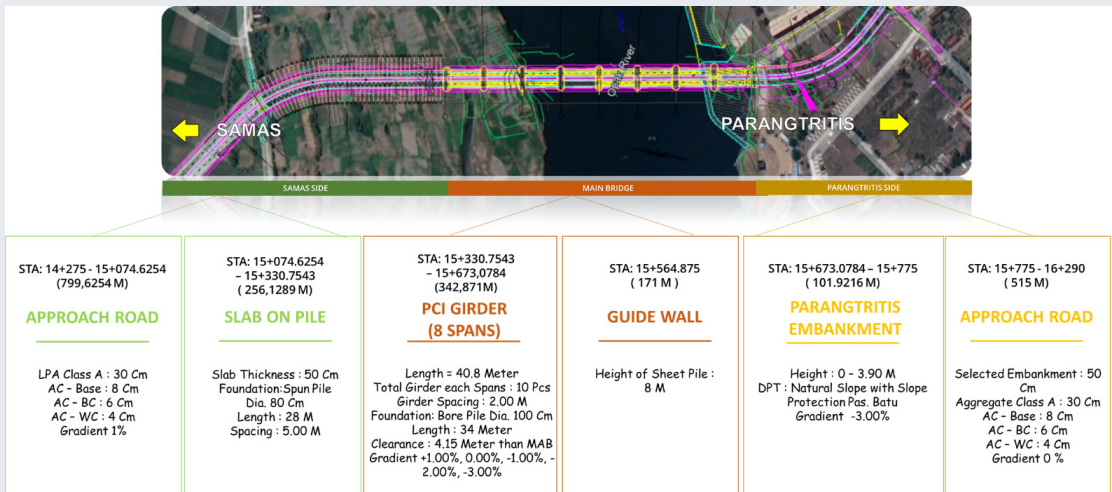 Opak River
SAMAS
PARANGTRITIS
SAMAS SIDE
MAIN BRIDGE
PARANGTRITIS SIDE
STA: 14+275 - 15+074.6254
(799,6254 M)
APPROACH ROAD
LPA Class A : 30 Cm
AC – Base : 8 Cm
AC – BC : 6 Cm
AC – WC : 4 Cm
Gradient 1%
STA: 15+074.6254
– 15+330.7543
( 256,1289 M)
SLAB ON PILE
Slab Thickness : 50 Cm
Foundation:Spun Pile
Dia. 80 Cm
Length : 28 M
Spacing : 5.00 M
STA: 15+330.7543
– 15+673,0784
(342,871M)
PCI GIRDER
(8 SPANS)
Length = 40.8 Meter
Total Girder each Spans : 10 Pcs
Girder Spacing : 2.00 M
Foundation: Bore Pile Dia. 100 Cm
Length : 34 Meter
Clearance : 4.15 Meter than MAB
Gradient +1.00%, 0.00%, -1.00%, -
2.00%, -3.00%
STA: 15+564.875
( 171 M )
GUIDE WALL
Height of Sheet Pile :
8 M
STA: 15+673.0784 – 15+775
( 101.9216 M)
PARANGTRITIS
EMBANKMENT
Height : 0 – 3.90 M
DPT : Natural Slope with Slope
Protection Pas. Batu
Gradient -3.00%
STA: 15+775 - 16+290
( 515 M)
APPROACH ROAD
Selected Embankment : 50
Cm
Aggregate Class A : 30 Cm
AC – Base : 8 Cm
AC – BC : 6 Cm
AC – WC : 4 Cm
Gradient 0 %